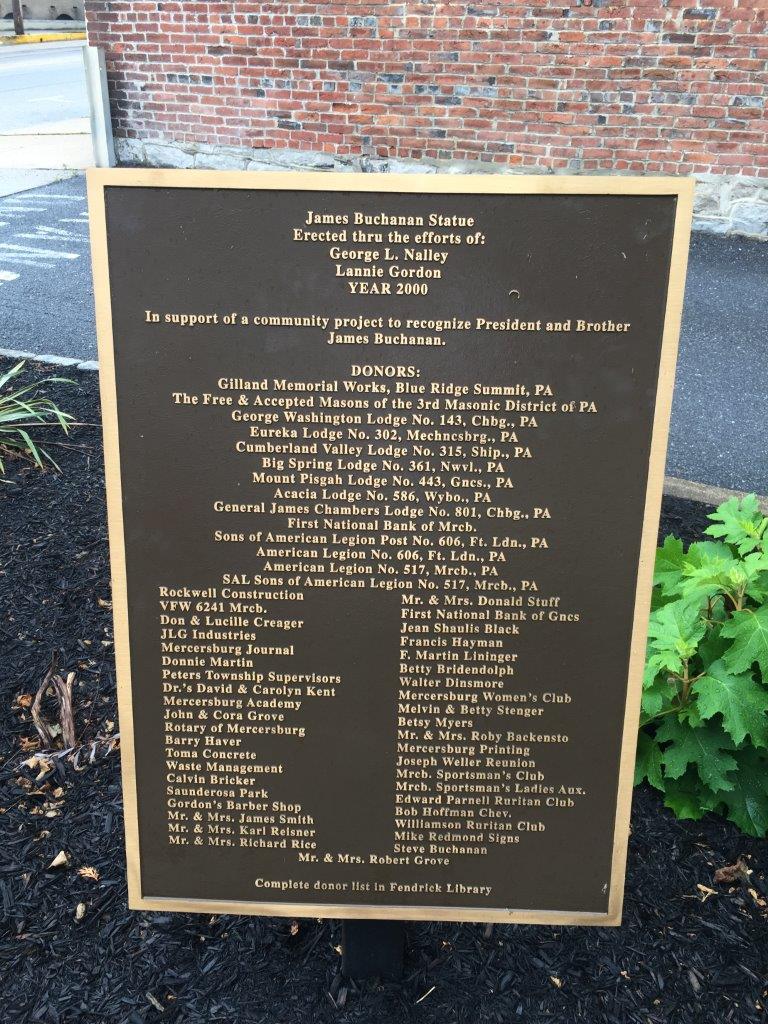 James Buchanan Statue
Erected thru the efforts of:
George L. Nalley
Lannie Gordon
YEAR 2000
In support of a community project to recognize President and Brother
James Buchanan.
DONORS:
Gilland Memorial Works, Blue Ridge Summit, PA
The Free & Accepted Masons of the 3rd Masonic District of PA
George Washington Lodge No. 143, Chbg., PA
Eureka Lodge No. 302, Mechncsbrg., PA
Cumberland Valley Lodge No. 315, Ship., PA
Big Spring Lodge No. 361, Nwvl., PA
Mount Pisgah Lodge No. 443, Gncs., PA
Acacia Lodge No. 586, Wybo., PA
General James Chambers Lodge No. 801, Chbg., PA
First National Bank of Mrcb.
Sons of American Legion Post No. 606, Ft. Ldn., PA
American Legion No. 606, Ft. Ldn., PA
American Legion No. 517, Mrcb., PA
SAL Sons of American Legion No. 517, Mrcb., PA
Rockwell Construction
VFW 6241 Mrcb.
Don & Lucille Creager
JLG Industries
Mercersburg Journal
Donnie Martin
Peters Township Supervisors
Dr.'s David & Carolyn Kent
Mercersburg Academy
John & Cora Grove
Rotary of Mercersburg
Barry Haver
Toma Concrete
Waste Management
Calvin Bricker
Saunderosa Park
Gordon's Barber Shop
Mr. & Mrs. James Smith
Mr. & Mrs. Karl Reisner
Mr. & Mrs. Richard Rice
Mr. & Mrs. Donald Stuff
First National Bank of Gncs
Jean Shaulis Black
Francis Hayman
F. Martin Lininger
Betty Bridendolph
Walter Dinsmore
Mercersburg Women's Club
Melvin & Betty Stenger
Betsy Myers
Mr. & Mrs. Roby Backensto
Mercersburg Printing
Joseph Weller Reunion
Mrcb. Sportsman's Club
Mrcb. Sportsman's Ladies Aux.
Edward Parnell Ruritan Club
Bob Hoffman Chev.
Williamson Ruritan Club
Mike Redmond Signs
Steve Buchanan
Mr. & Mrs. Robert Grove
Complete donor list in Fendrick Library